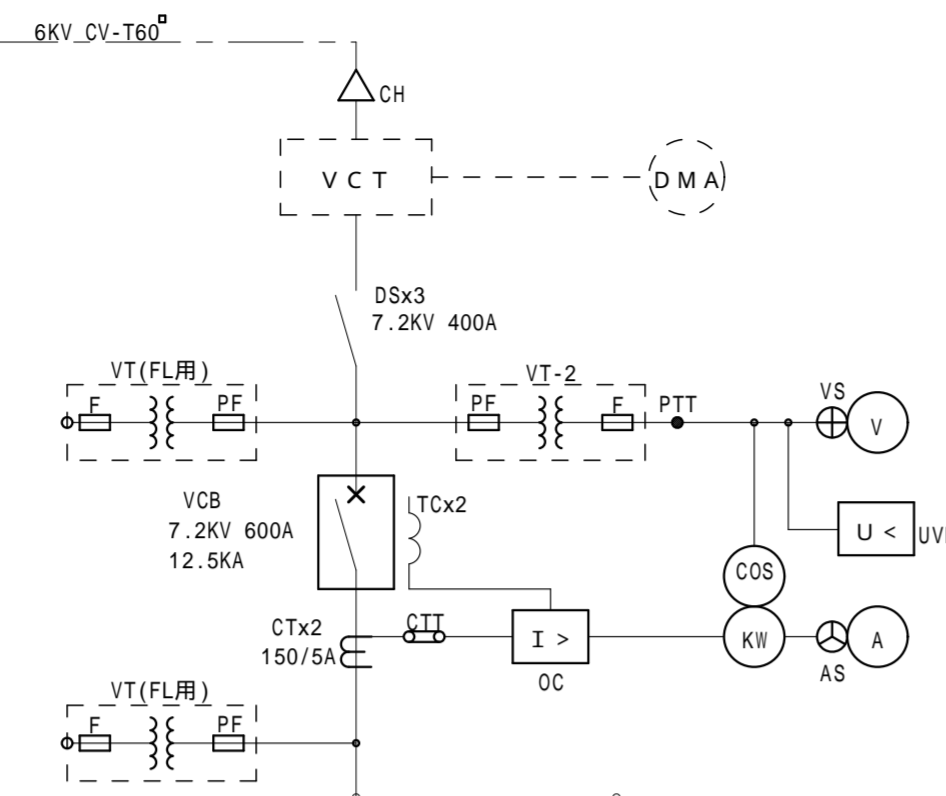 6KV CV-T60□
CH
VCT
DMA
DSx3
7.2KV 400A
VT(FL用)
F
PF
VT-2
PF
F
PTT
VS
V
VCB
7.2KV 600A
12.5KA
TCx2
U <
COS
CTx2
150/5A
CTT
I >
OC
KW
A
AS
VT(FL用)
F
PF